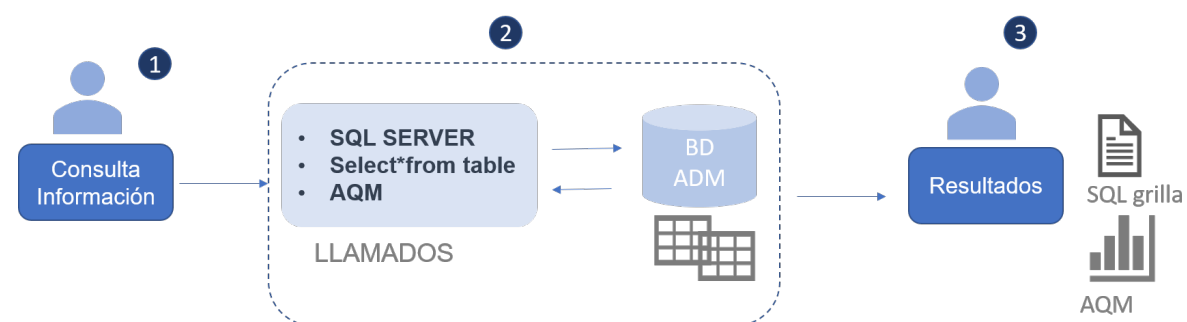 1
Consulta
Información
2
• SQL SERVER
• Select*from table
• AQM
LLAMADOS
BD
ADM
3
Resultados
SQL grilla
AQM